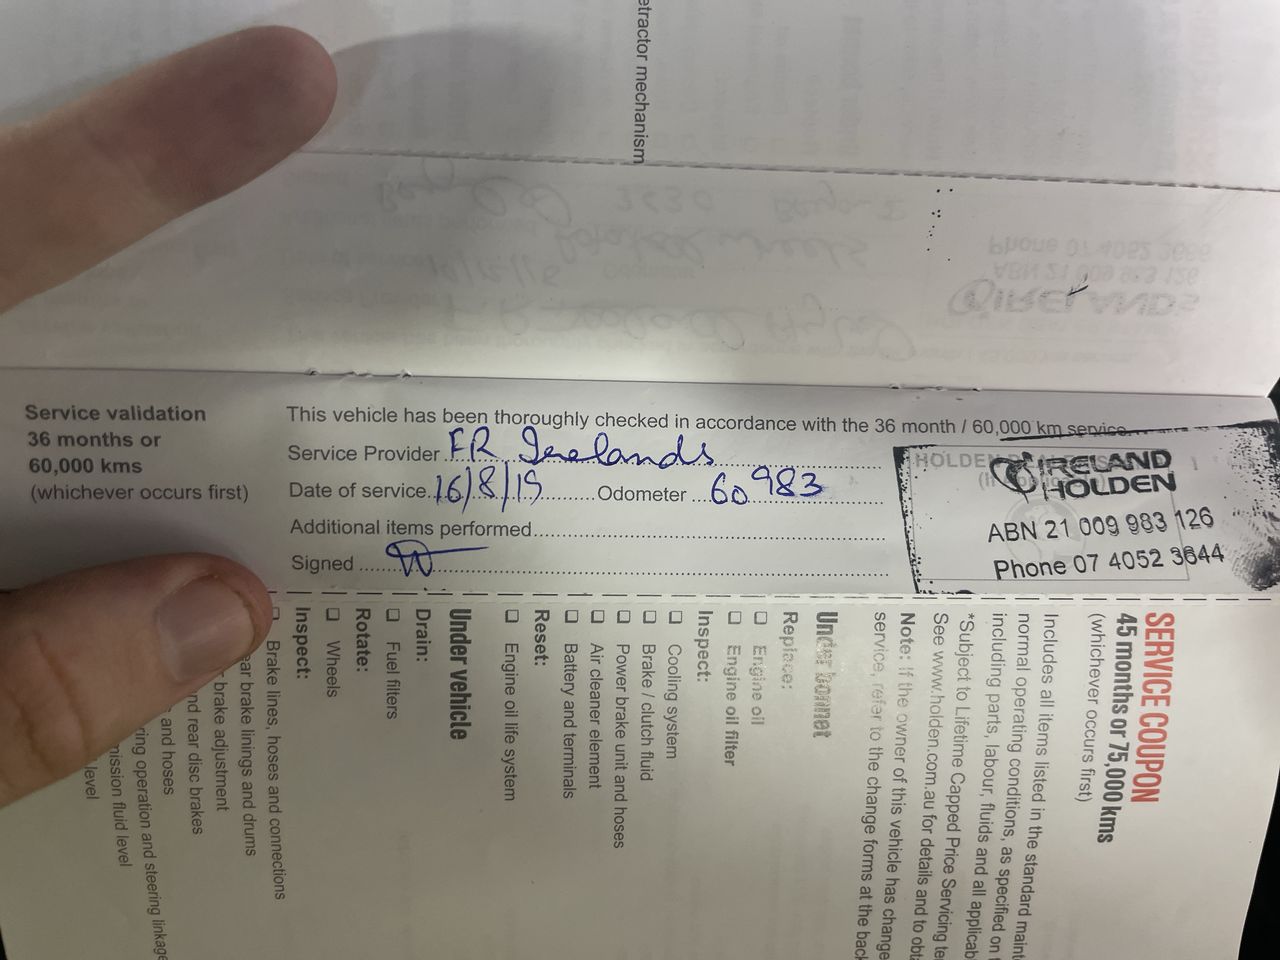 etractor mechanism
Service validation
36 months or
60,000 kms
(whichever occurs first)
This vehicle has been thoroughly checked in accordance with the 36 month / 60,000 km service.
Service Provider FR Irelands
Date of service 16/8/19 Odometer 60983
Additional items performed
Signed
HOLDEN
IRELAND
HOLDEN
ABN 21 009 983 126
Phone 07 4052 3644
SERVICE COUPON
45 months or 75,000 kms
(whichever occurs first)
Includes all items listed in the standard
normal operating conditions, as specified on
including parts, labour, fluids and all
*Subject to Lifetime Capped Price Servicing
See www.holden.com.au for details and to
Note: If the owner of this vehicle has
service, refer to the change forms at the back
Under bonnet
Replace:
☐ Engine oil
☐ Engine oil filter
Inspect:
☐ Cooling system
☐ Brake / clutch fluid
☐ Power brake unit and hoses
☐ Air cleaner element
☐ Battery and terminals
Reset:
☐ Engine oil life system
Under vehicle
Drain:
☐ Fuel filters
Rotate:
☐ Wheels
Inspect:
☐ Brake lines, hoses and connections
ear brake linings and drums
brake adjustment
nd rear disc brakes
and hoses
ring operation and steering linkage
mission fluid level
level